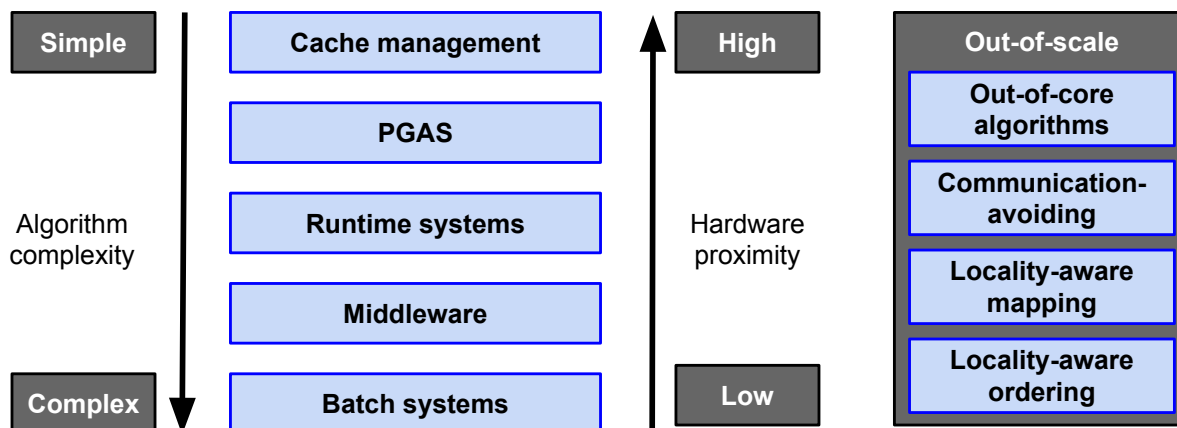 Simple
Algorithm
complexity
Complex
Cache management
PGAS
Runtime systems
Middleware
Batch systems
High
Hardware
proximity
Low
Out-of-scale
Out-of-core
algorithms
Communication-
avoiding
Locality-aware
mapping
Locality-aware
ordering